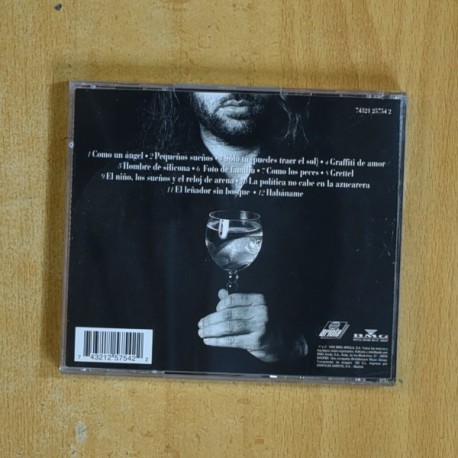 74321 25754 2
1 Como un ángel • 2 Pequeños sueños • 3 Sólo tú (puedes traer el sol) • 4 Graffiti de amor
5 Hombre de silicona • 6 Foto de familia • 7 Como los peces • 8 Grettel
9 El niño, los sueños y el reloj de arena • 10 La política no cabe en la azucarera
11 El leñador sin bosque • 12 Habáname
ariola
BMG
7 43212 57542 2